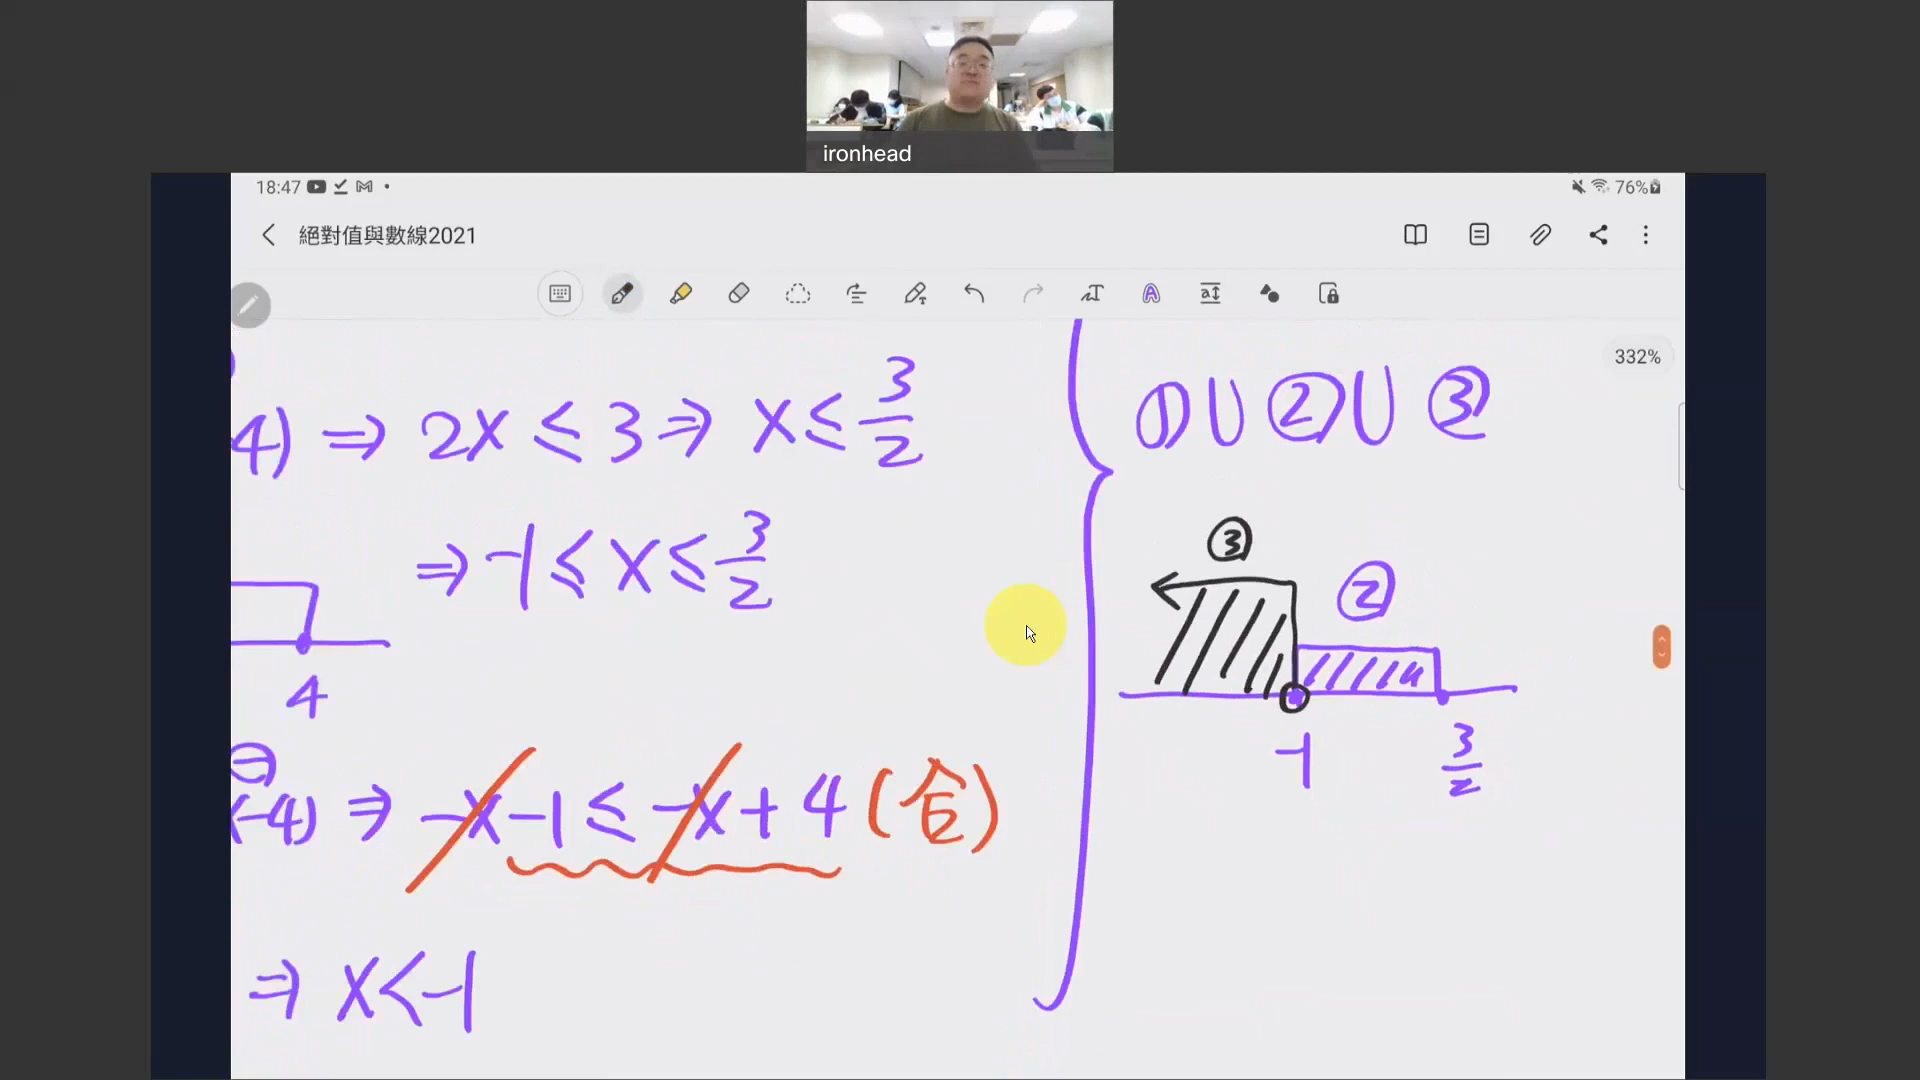 ironhead
18:47
76%
絕對值與數線2021
332%
4) ⇒ 2x ≤ 3 ⇒ x ≤ 3/2
⇒ -1 ≤ x ≤ 3/2
4
-4) ⇒ -x-1 ≤ -x+4 (合)
⇒ x < -1
① ∪ ② ∪ ③
③
②
-1
3/2